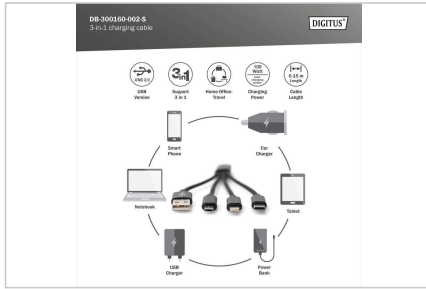 DB-300160-002-S
3-in-1 charging cable
DIGITUS®
USB 2.0
3in1
100
Watt
0.15 m
Length
USB
Version
Support
3 in 1
Home-Office-
Travel
Charging
Power
Cable
Length
Smart
Phone
Car
Charger
Notebook
Tablet
USB
Charger
Power
Bank